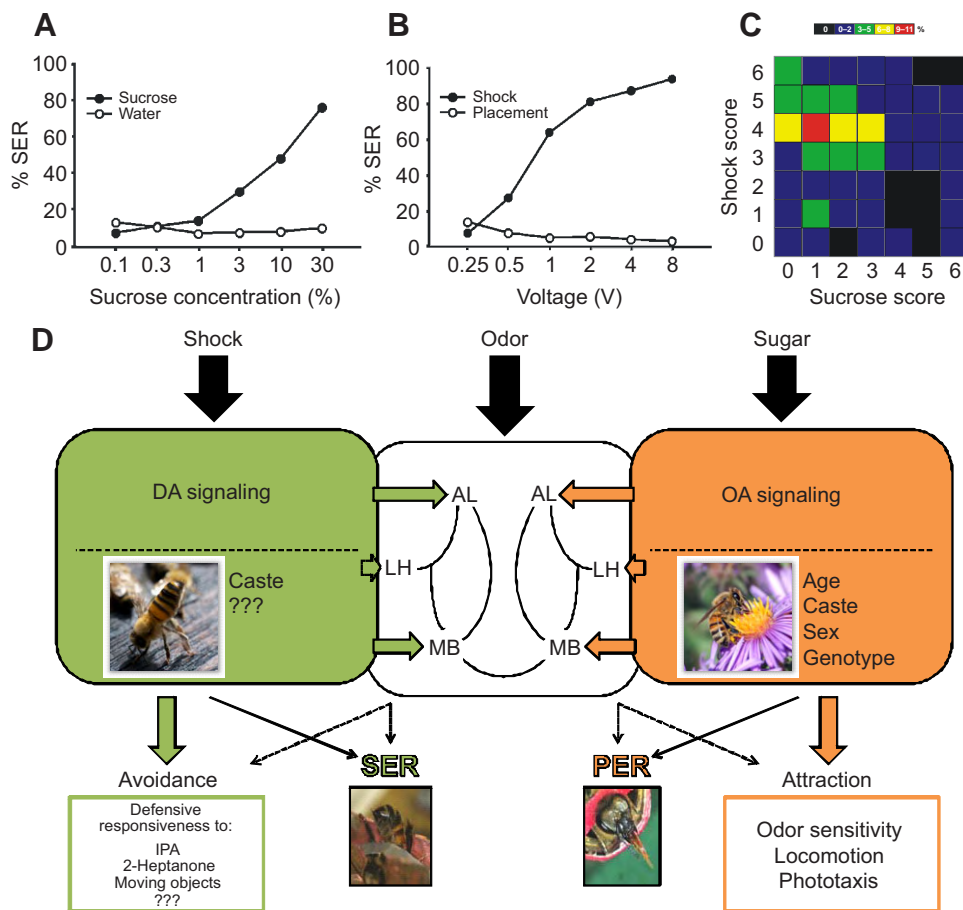 A
100
80
60
40
20
0
% SER
Sucrose
Water
0.1 0.3 1 3 10 30
Sucrose concentration (%)
B
100
80
60
40
20
0
% SER
Shock
Placement
0.25 0.5 1 2 4 8
Voltage (V)
C
0 0–2 3–5 6–8 9–11 %
6
5
4
3
2
1
0
Shock score
0 1 2 3 4 5 6
Sucrose score
D
Shock
Odor
Sugar
DA signaling
Caste
???
AL AL
LH LH
MB MB
OA signaling
Age
Caste
Sex
Genotype
Avoidance
Defensive
responsiveness to:
IPA
2-Heptanone
Moving objects
???
SER
PER
Attraction
Odor sensitivity
Locomotion
Phototaxis